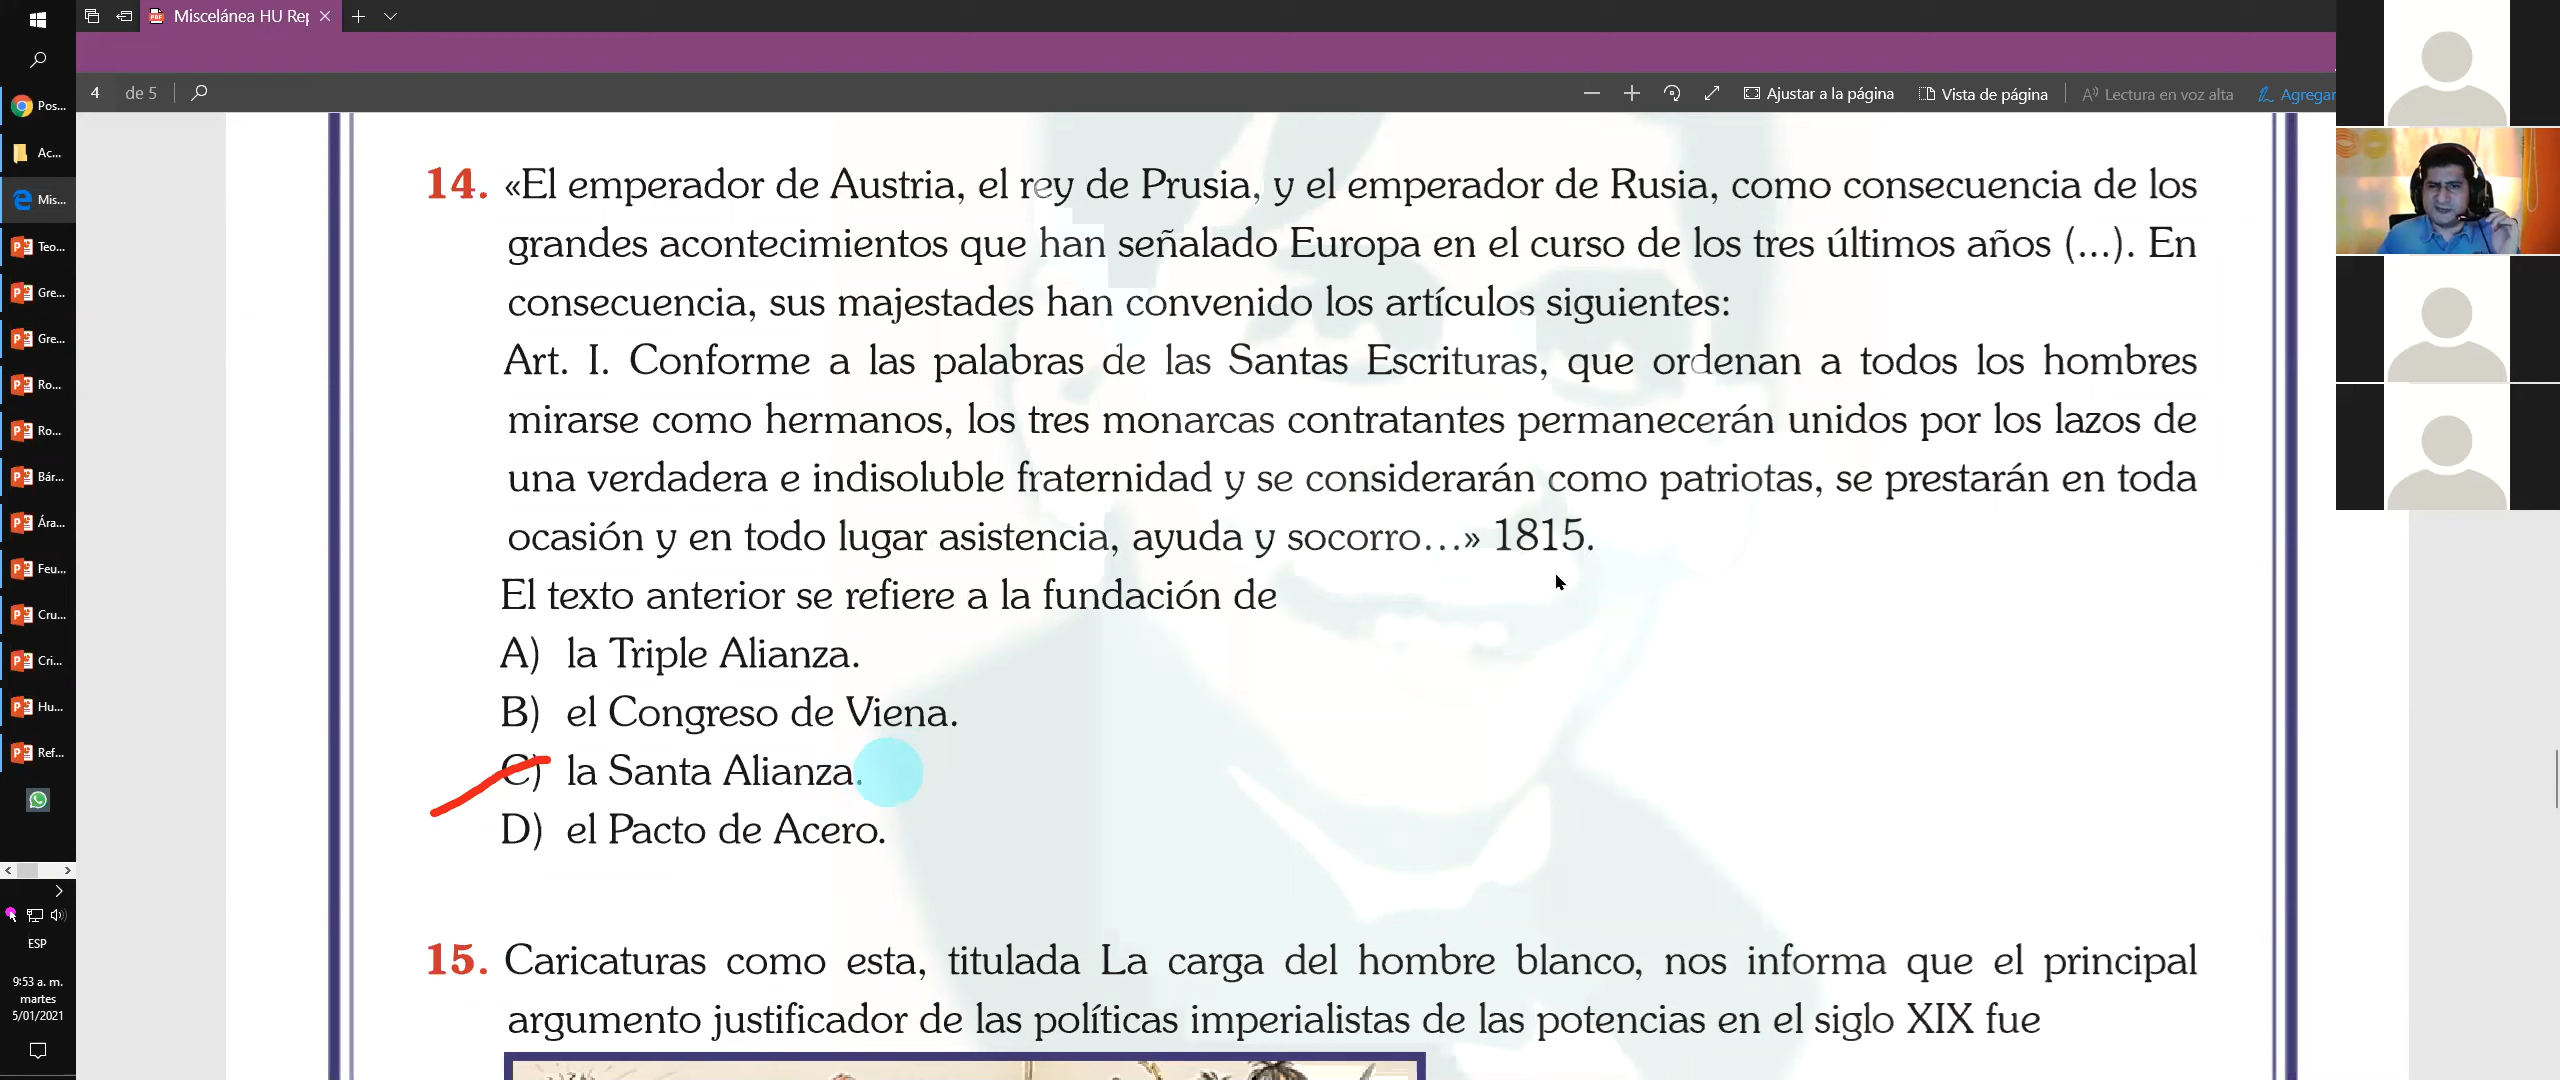 Miscelánea HU Rep
4 de 5
Ajustar a la página
Vista de página
Lectura en voz alta
Agregar
Pos...
Ac...
Mis...
Teo...
Gre...
Gre...
Ro...
Ro...
Bár...
Ára...
Feu...
Cru...
Cri...
Hu...
Ref...
ESP
9:53 a. m.
martes
5/01/2021
14. «El emperador de Austria, el rey de Prusia, y el emperador de Rusia, como consecuencia de los
grandes acontecimientos que han señalado Europa en el curso de los tres últimos años (...). En
consecuencia, sus majestades han convenido los artículos siguientes:
Art. I. Conforme a las palabras de las Santas Escrituras, que ordenan a todos los hombres
mirarse como hermanos, los tres monarcas contratantes permanecerán unidos por los lazos de
una verdadera e indisoluble fraternidad y se considerarán como patriotas, se prestarán en toda
ocasión y en todo lugar asistencia, ayuda y socorro...» 1815.
El texto anterior se refiere a la fundación de
A) la Triple Alianza.
B) el Congreso de Viena.
C) la Santa Alianza.
D) el Pacto de Acero.
15. Caricaturas como esta, titulada La carga del hombre blanco, nos informa que el principal
argumento justificador de las políticas imperialistas de las potencias en el siglo XIX fue